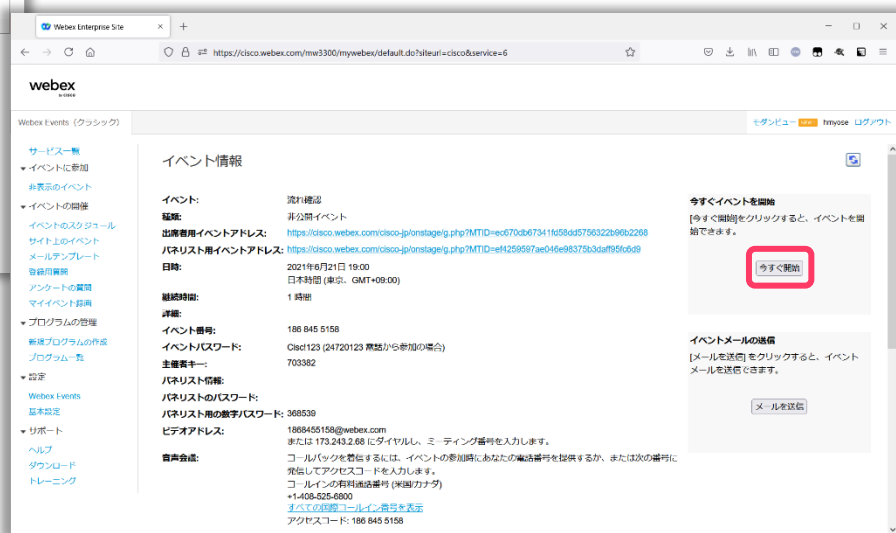 Webex Enterprise Site
https://cisco.webex.com/mw3300/mywebex/default.do?siteurl=cisco&service=6
webex
by CISCO
Webex Events（クラシック）
モダンビュー NEW! hmyose ログアウト
サービス一覧
イベントに参加
非表示のイベント
イベントの開催
イベントのスケジュール
サイト上のイベント
メールテンプレート
登録用質問
アンケートの質問
マイイベント録画
プログラムの管理
新規プログラムの作成
プログラム一覧
設定
Webex Events
基本設定
サポート
ヘルプ
ダウンロード
トレーニング
イベント情報
イベント: 流れ確認
種類: 非公開イベント
出席者用イベントアドレス: https://cisco.webex.com/cisco-jp/onstage/g.php?MTID=ec670db67341fd58dd5756322b96b2268
パネリスト用イベントアドレス: https://cisco.webex.com/cisco-jp/onstage/g.php?MTID=ef4259597ae046e98375b3daff95fc6d9
日時: 2021年6月21日 19:00
日本時間 (東京、GMT+09:00)
継続時間: 1 時間
詳細:
イベント番号: 186 845 5158
イベントパスワード: Cisc!123 (24720123 電話から参加の場合)
主催者キー: 703382
パネリスト情報:
パネリストのパスワード:
パネリスト用の数字パスワード: 368539
ビデオアドレス: 1868455158@webex.com
または 173.243.2.68 にダイヤルし、ミーティング番号を入力します。
音声会議: コールバックを着信するには、イベントの参加時にあなたの電話番号を提供するか、または次の番号に
発信してアクセスコードを入力します。
コールインの有料通話番号 (米国/カナダ)
+1-408-525-6800
すべての国際コールイン番号を表示
アクセスコード: 186 845 5158
今すぐイベントを開始
[今すぐ開始]をクリックすると、イベントを開
始できます。
今すぐ開始
イベントメールの送信
[メールを送信] をクリックすると、イベント
メールを送信できます。
メールを送信